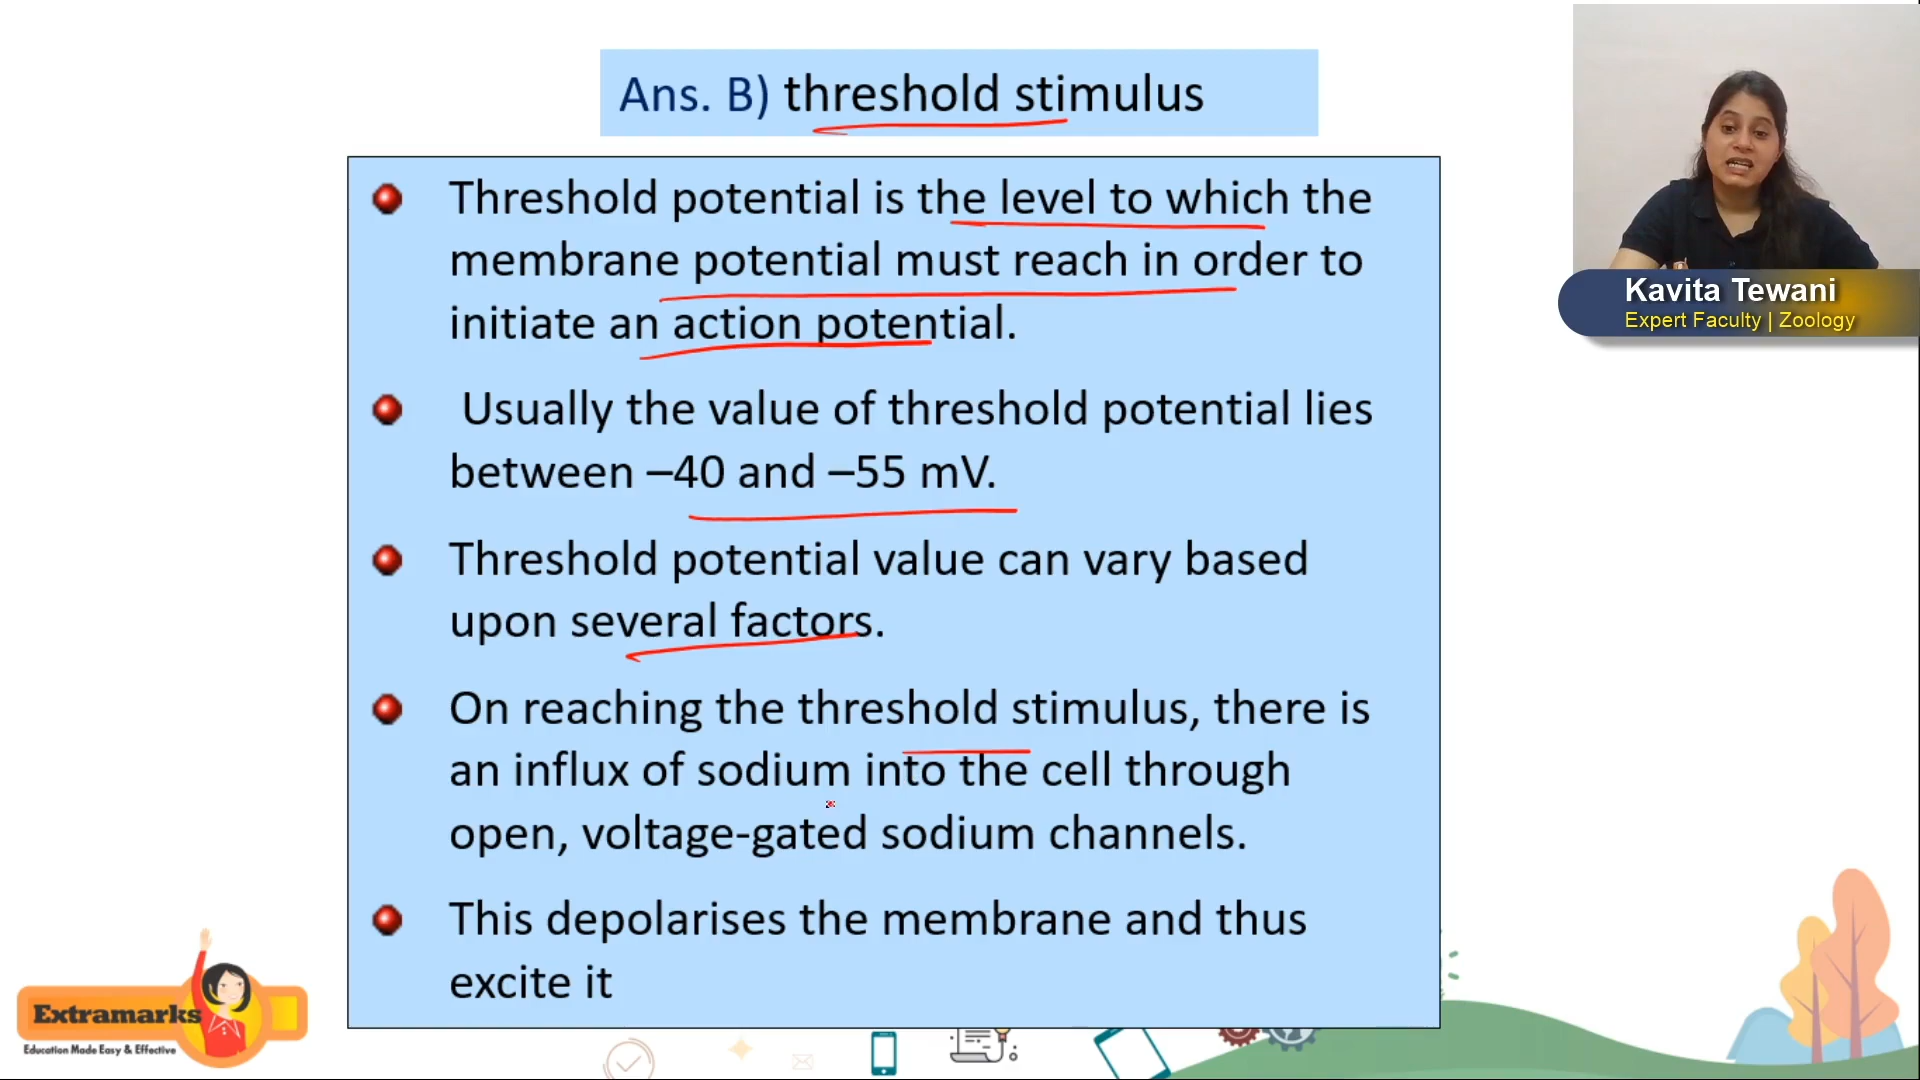 Ans. B) threshold stimulus
Threshold potential is the level to which the
membrane potential must reach in order to
initiate an action potential.
Usually the value of threshold potential lies
between –40 and –55 mV.
Threshold potential value can vary based
upon several factors.
On reaching the threshold stimulus, there is
an influx of sodium into the cell through
open, voltage-gated sodium channels.
This depolarises the membrane and thus
excite it
Kavita Tewani
Expert Faculty | Zoology
Extramarks
Education Made Easy & Effective